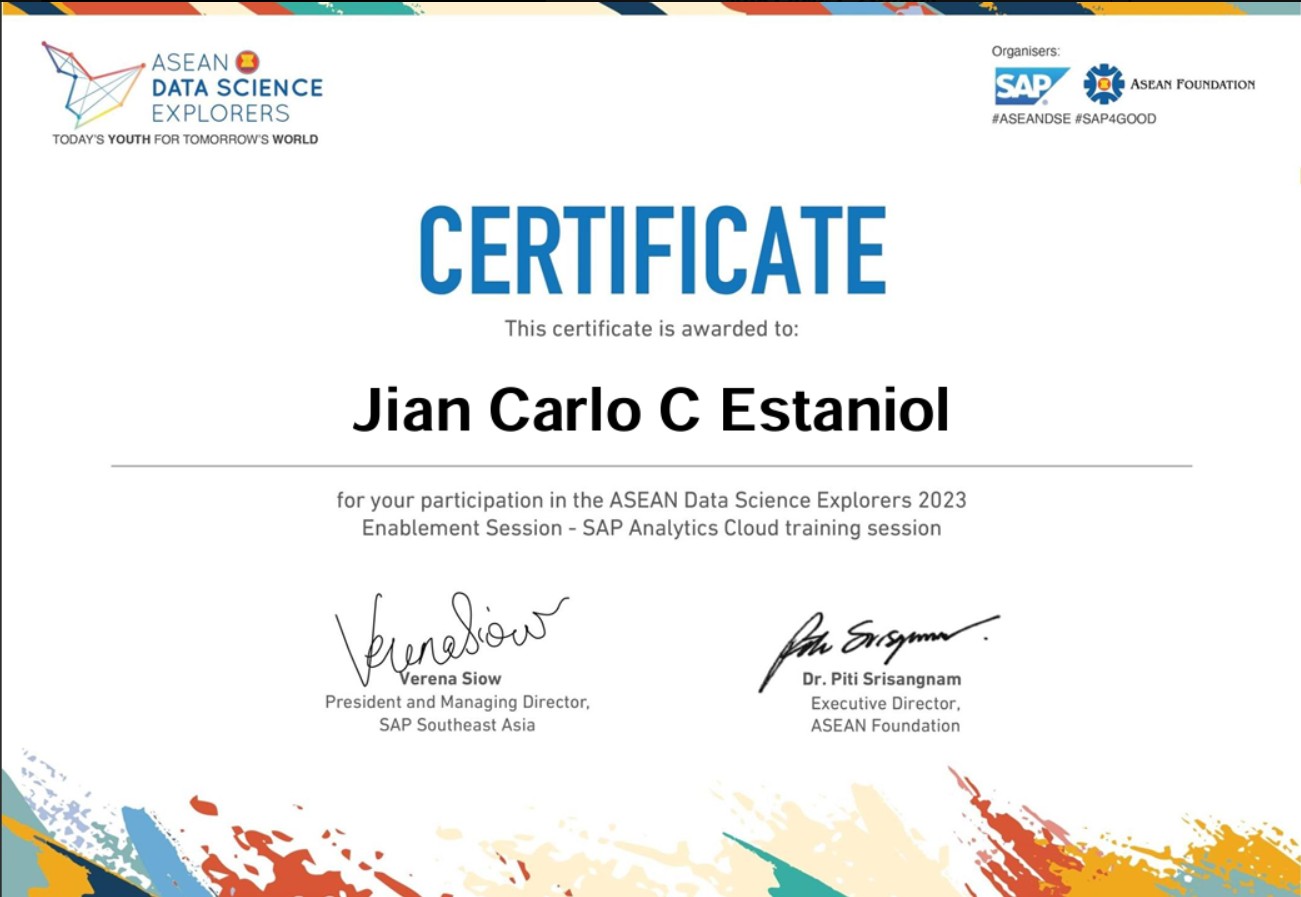 ASEAN
DATA SCIENCE
EXPLORERS
TODAY'S YOUTH FOR TOMORROW'S WORLD
Organisers:
SAP
ASEAN FOUNDATION
#ASEANDSE #SAP4GOOD
CERTIFICATE
This certificate is awarded to:
Jian Carlo C Estaniol
for your participation in the ASEAN Data Science Explorers 2023
Enablement Session - SAP Analytics Cloud training session
Verena Siow
Verena Siow
President and Managing Director,
SAP Southeast Asia
Dr. Piti Srisangnam
Executive Director,
ASEAN Foundation